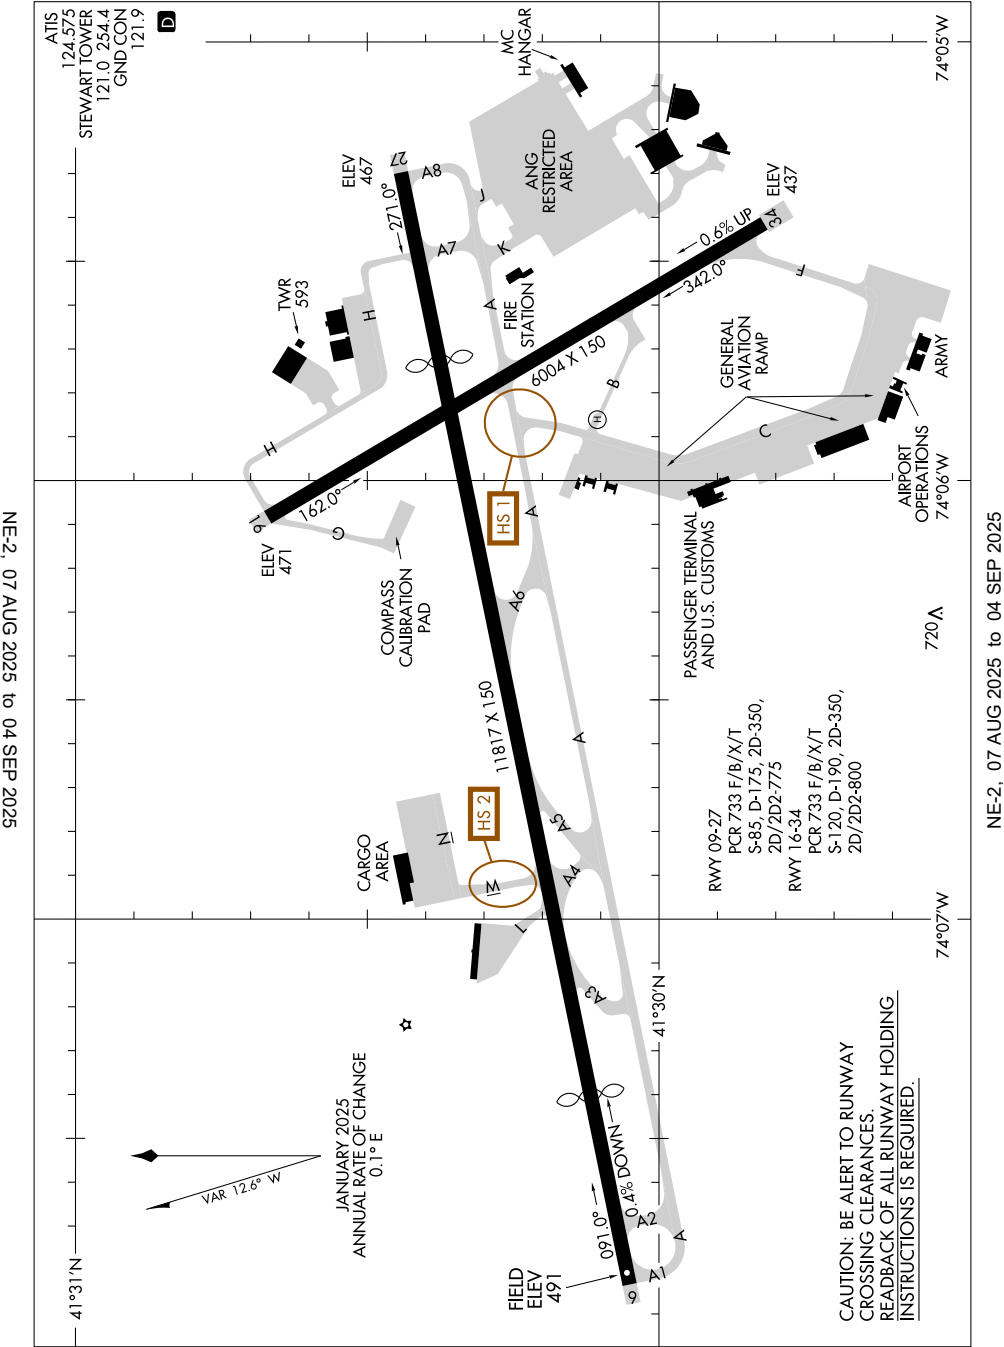 ATIS
124.575
STEWART TOWER
121.0 254.4
GND CON
121.9
D
MC
HANGAR
74°05'W
ELEV
467
27
A8
271.0°
ANG
RESTRICTED
AREA
J
K
A7
ELEV
437
34
0.6% UP
342.0°
F
TWR
593
H
A
FIRE
STATION
6004 X 150
B
H
GENERAL
AVIATION
RAMP
C
ARMY
AIRPORT
OPERATIONS
74°06'W
H
162.0°
16
G
ELEV
471
HS 1
A
COMPASS
CALIBRATION
PAD
A6
PASSENGER TERMINAL
AND U.S. CUSTOMS
720
11817 X 150
A
RWY 09-27
PCR 733 F/B/X/T
S-85, D-175, 2D-350,
2D/2D2-775
RWY 16-34
PCR 733 F/B/X/T
S-120, D-190, 2D-350,
2D/2D2-800
HS 2
N
CARGO
AREA
W
A5
A4
L
A3
74°07'W
41°30'N
JANUARY 2025
ANNUAL RATE OF CHANGE
0.1° E
VAR 12.6° W
0.4% DOWN
091.0°
A2
A
A1
9
FIELD
ELEV
491
41°31'N
CAUTION: BE ALERT TO RUNWAY
CROSSING CLEARANCES.
READBACK OF ALL RUNWAY HOLDING
INSTRUCTIONS IS REQUIRED.
NE-2, 07 AUG 2025 to 04 SEP 2025
NE-2, 07 AUG 2025 to 04 SEP 2025